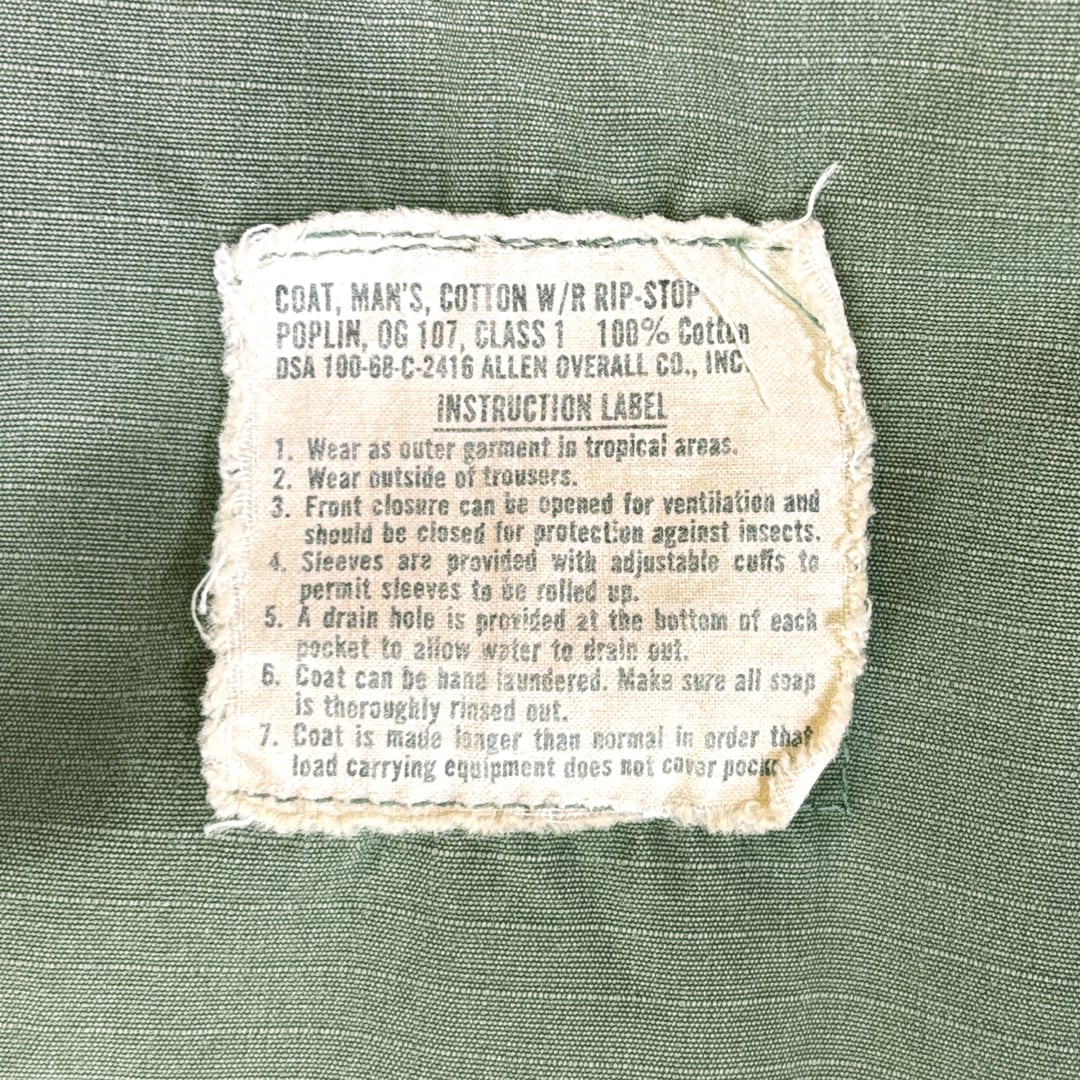 COAT, MAN'S, COTTON W/R RIP-STOP
POPLIN, OG 107, CLASS 1 100% Cotton
DSA 100-68-C-2416 ALLEN OVERALL CO., INC.
INSTRUCTION LABEL
1. Wear as outer garment in tropical areas.
2. Wear outside of trousers.
3. Front closure can be opened for ventilation and
should be closed for protection against insects.
4. Sleeves are provided with adjustable cuffs to
permit sleeves to be rolled up.
5. A drain hole is provided at the bottom of each
pocket to allow water to drain out.
6. Coat can be hand laundered. Make sure all soap
is thoroughly rinsed out.
7. Coat is made longer than normal in order that
load carrying equipment does not cover